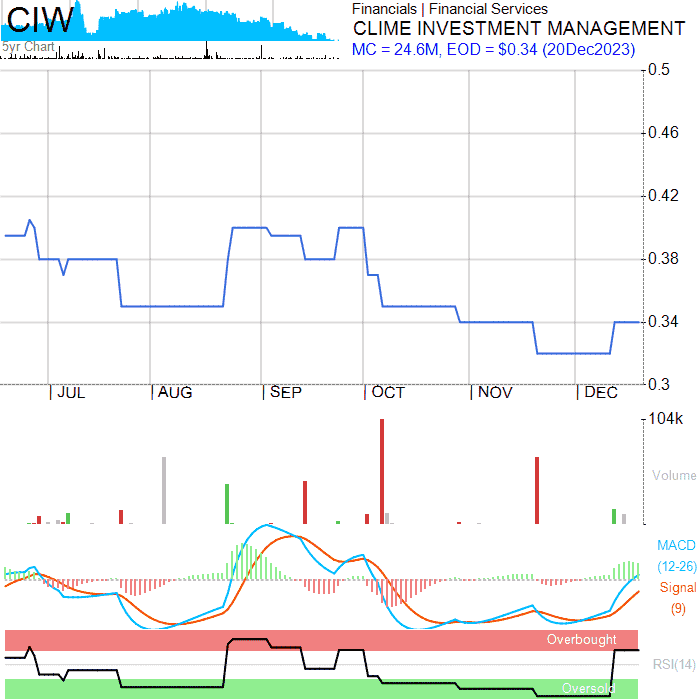 CIW
5yr Chart
Financials | Financial Services
CLIME INVESTMENT MANAGEMENT
MC = 24.6M, EOD = $0.34 (20Dec2023)
0.5
0.46
0.42
0.38
0.34
0.3
JUL
AUG
SEP
OCT
NOV
DEC
104k
Volume
MACD
(12-26)
Signal
(9)
Overbought
RSI(14)
Oversold